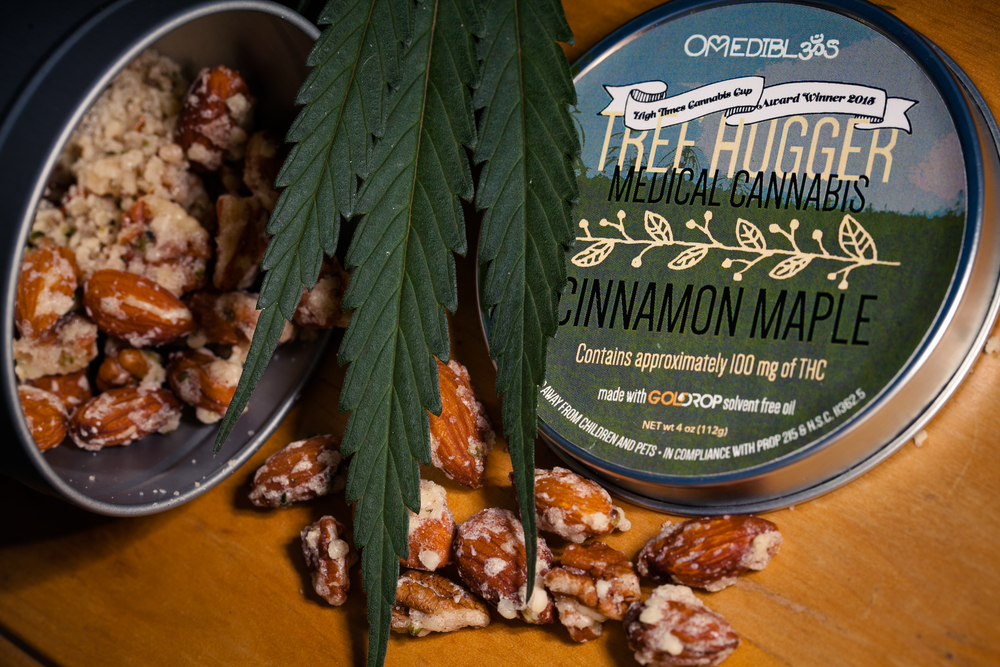 OMEDIBLES
High Times Cannabis Cup Award Winner 2015
TREE HUGGER
MEDICAL CANNABIS
CINNAMON MAPLE
Contains approximately 100 mg of THC
made with GOLDROP solvent free oil
NET wt 4 oz (112g)
AWAY FROM CHILDREN AND PETS • IN COMPLIANCE WITH PROP 215 & H.S.C. 11362.5